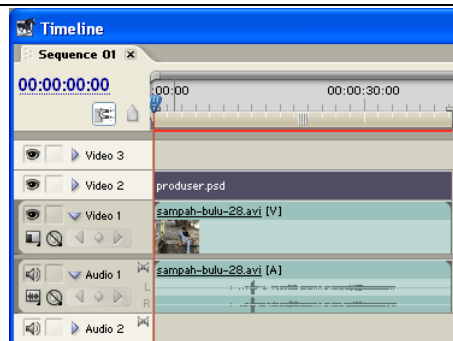 Timeline
Sequence 01 x
00:00:00:00
:00:00 00:00:30:00
Video 3
Video 2 produser.psd
Video 1 sampah-bulu-28.avi [V]
Audio 1 sampah-bulu-28.avi [A]
L
R
Audio 2